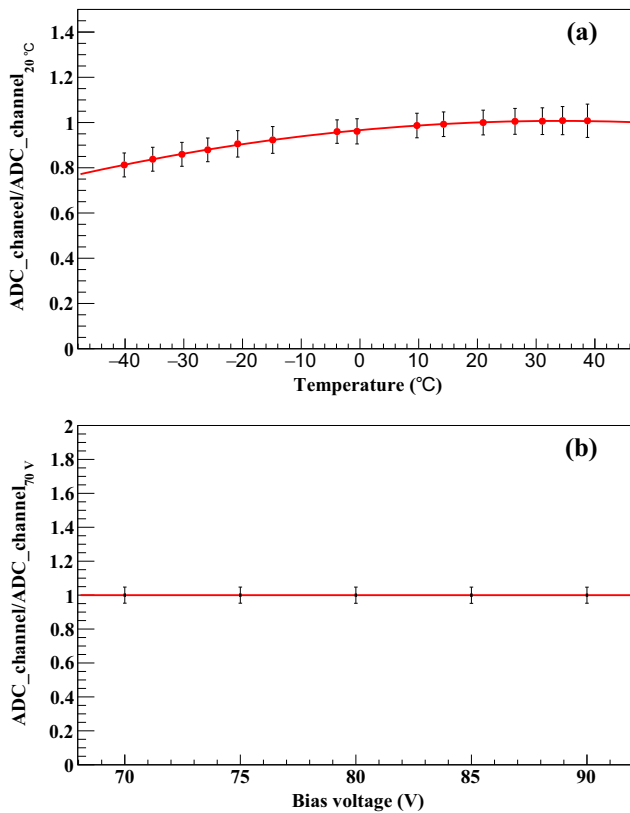 (a)
ADC_chaneel/ADC_channel20 ℃
1.4
1.2
1
0.8
0.6
0.4
0.2
0
−40 −30 −20 −10 0 10 20 30 40
Temperature (℃)
(b)
ADC_channel/ADC_channel70 V
2
1.8
1.6
1.4
1.2
1
0.8
0.6
0.4
0.2
0
70 75 80 85 90
Bias voltage (V)